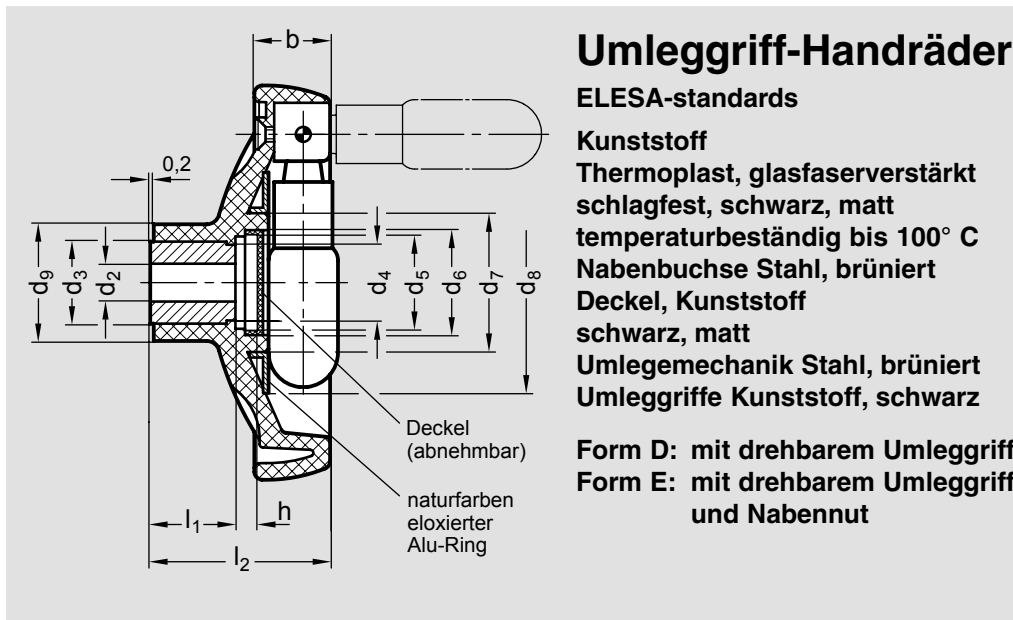 Umleggriff-Handräder
ELESA-standards
Kunststoff
Thermoplast, glasfaserverstärkt
schlagfest, schwarz, matt
temperaturbeständig bis 100° C
Nabenbuchse Stahl, brüniert
Deckel, Kunststoff
schwarz, matt
Umlegemechanik Stahl, brüniert
Umleggriffe Kunststoff, schwarz
Form D: mit drehbarem Umleggriff
Form E: mit drehbarem Umleggriff
und Nabennut
b
0,2
d9
d3
d2
d4
d5
d6
d7
d8
Deckel
(abnehmbar)
naturfarben
eloxierter
Alu-Ring
l1
h
l2